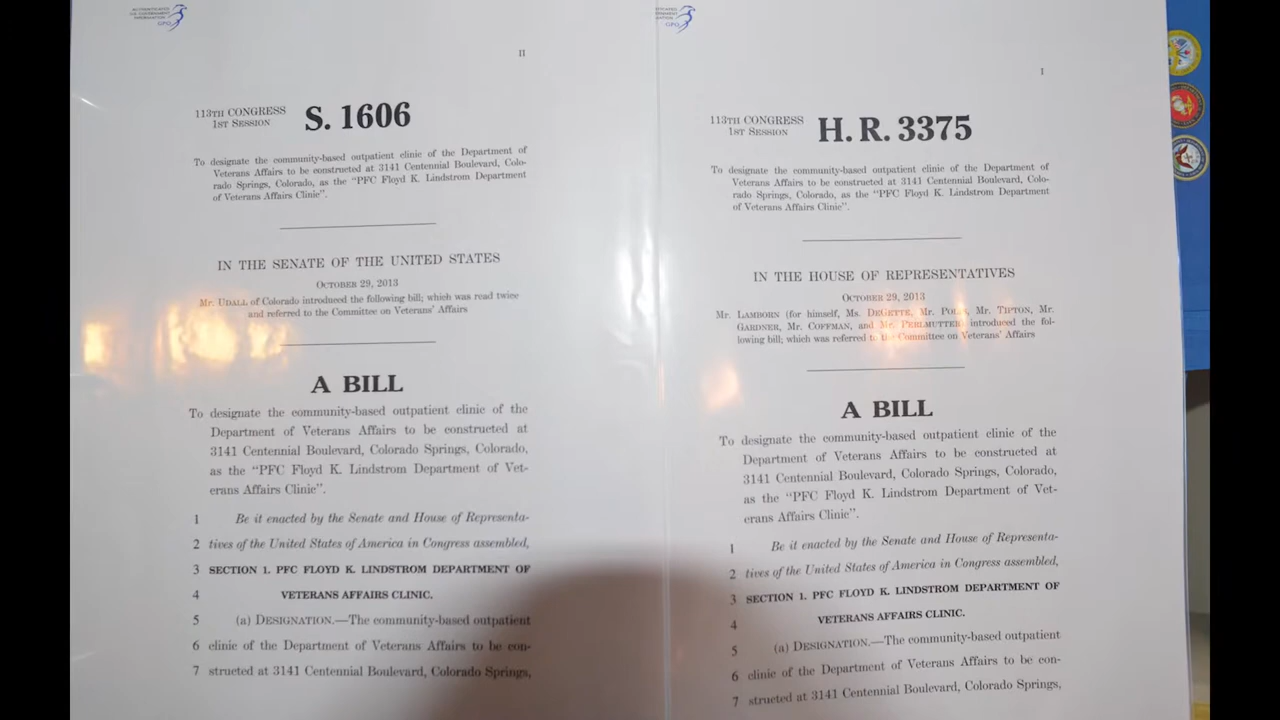 AUTHENTICATED
U.S. GOVERNMENT
INFORMATION
GPO
II
113TH CONGRESS
1ST SESSION
S. 1606
To designate the community-based outpatient clinic of the Department of
Veterans Affairs to be constructed at 3141 Centennial Boulevard, Colo-
rado Springs, Colorado, as the “PFC Floyd K. Lindstrom Department
of Veterans Affairs Clinic”.
IN THE SENATE OF THE UNITED STATES
OCTOBER 29, 2013
Mr. UDALL of Colorado introduced the following bill; which was read twice
and referred to the Committee on Veterans’ Affairs
A BILL
To designate the community-based outpatient clinic of the
Department of Veterans Affairs to be constructed at
3141 Centennial Boulevard, Colorado Springs, Colorado,
as the “PFC Floyd K. Lindstrom Department of Vet-
erans Affairs Clinic”.
1 Be it enacted by the Senate and House of Representa-
2 tives of the United States of America in Congress assembled,
3 SECTION 1. PFC FLOYD K. LINDSTROM DEPARTMENT OF
4 VETERANS AFFAIRS CLINIC.
5 (a) DESIGNATION.—The community-based outpatient
6 clinic of the Department of Veterans Affairs to be con-
7 structed at 3141 Centennial Boulevard, Colorado Springs,
GPO
I
113TH CONGRESS
1ST SESSION
H. R. 3375
To designate the community-based outpatient clinic of the Department of
Veterans Affairs to be constructed at 3141 Centennial Boulevard, Colo-
rado Springs, Colorado, as the “PFC Floyd K. Lindstrom Department
of Veterans Affairs Clinic”.
IN THE HOUSE OF REPRESENTATIVES
OCTOBER 29, 2013
Mr. LAMBORN (for himself, Ms. DEGETTE, Mr. POLIS, Mr. TIPTON, Mr.
GARDNER, Mr. COFFMAN, and Mr. PERLMUTTER) introduced the fol-
lowing bill; which was referred to the Committee on Veterans’ Affairs
A BILL
To designate the community-based outpatient clinic of the
Department of Veterans Affairs to be constructed at
3141 Centennial Boulevard, Colorado Springs, Colorado,
as the “PFC Floyd K. Lindstrom Department of Vet-
erans Affairs Clinic”.
1 Be it enacted by the Senate and House of Representa-
2 tives of the United States of America in Congress assembled,
3 SECTION 1. PFC FLOYD K. LINDSTROM DEPARTMENT OF
4 VETERANS AFFAIRS CLINIC.
5 (a) DESIGNATION.—The community-based outpatient
6 clinic of the Department of Veterans Affairs to be con-
7 structed at 3141 Centennial Boulevard, Colorado Springs,